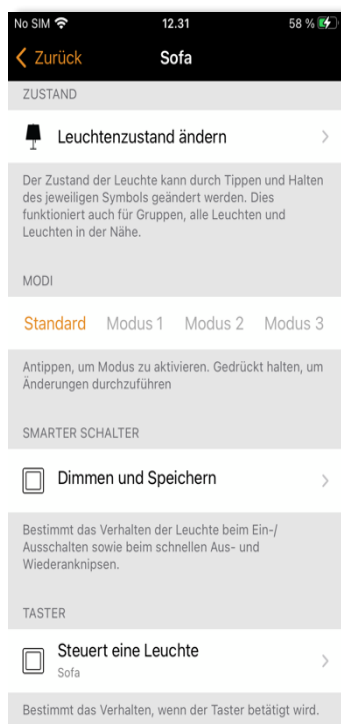 No SIM 12.31 58 %
Zurück Sofa
ZUSTAND
Leuchtenzustand ändern
Der Zustand der Leuchte kann durch Tippen und Halten
des jeweiligen Symbols geändert werden. Dies
funktioniert auch für Gruppen, alle Leuchten und
Leuchten in der Nähe.
MODI
Standard Modus 1 Modus 2 Modus 3
Antippen, um Modus zu aktivieren. Gedrückt halten, um
Änderungen durchzuführen
SMARTER SCHALTER
Dimmen und Speichern
Bestimmt das Verhalten der Leuchte beim Ein-/
Ausschalten sowie beim schnellen Aus- und
Wiederanknipsen.
TASTER
Steuert eine Leuchte
Sofa
Bestimmt das Verhalten, wenn der Taster betätigt wird.